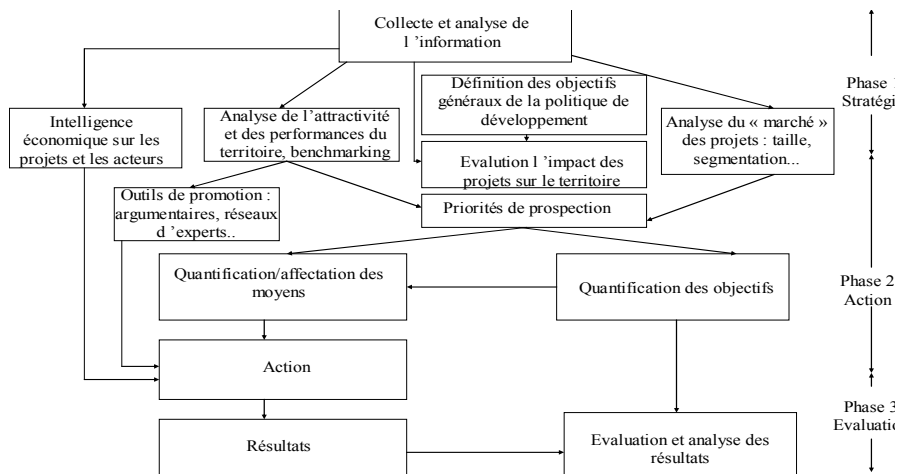 Collecte et analyse de
l ’information
Définition des objectifs
généraux de la politique de
développement
Phase 1
Stratégi
Intelligence
économique sur les
projets et les acteurs
Analyse de l’attractivité
et des performances du
territoire, benchmarking
Analyse du « marché »
des projets : taille,
segmentation...
Evalution l ’impact des
projets sur le territoire
Outils de promotion :
argumentaires, réseaux
d ’experts..
Priorités de prospection
Quantification/affectation des
moyens
Quantification des objectifs
Phase 2
Action
Action
Phase 3
Evaluatio
Résultats
Evaluation et analyse des
résultats